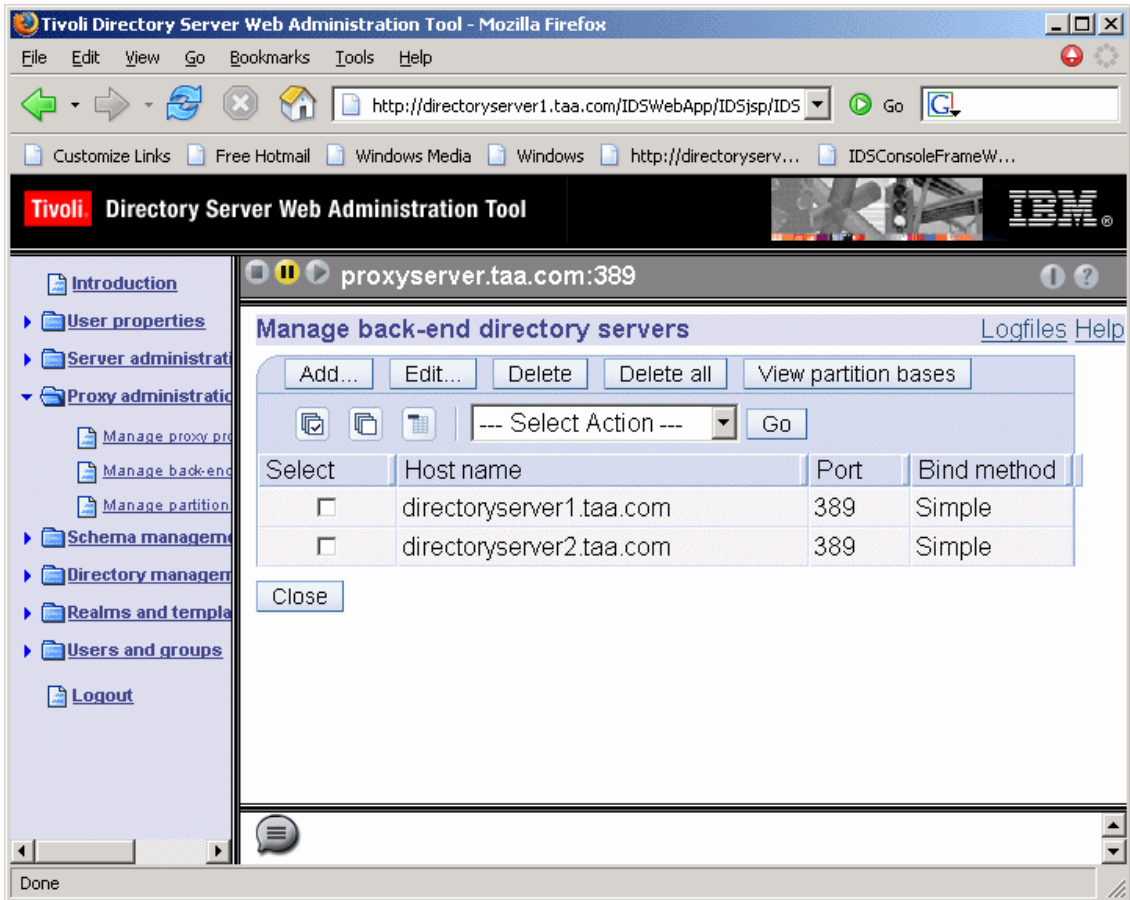 Tivoli Directory Server Web Administration Tool - Mozilla Firefox
File Edit View Go Bookmarks Tools Help
http://directoryserver1.taa.com/IDSWebApp/IDSjsp/IDS Go G
Customize Links Free Hotmail Windows Media Windows http://directoryserv... IDSConsoleFrameW...
Tivoli. Directory Server Web Administration Tool IBM®
proxyserver.taa.com:389
Introduction
User properties
Server administrati
Proxy administratio
Manage proxy pro
Manage back-end
Manage partition
Schema manageme
Directory managem
Realms and templa
Users and groups
Logout
Manage back-end directory servers Logfiles Help
Add... Edit... Delete Delete all View partition bases
--- Select Action --- Go
Select Host name Port Bind method
directoryserver1.taa.com 389 Simple
directoryserver2.taa.com 389 Simple
Close
Done